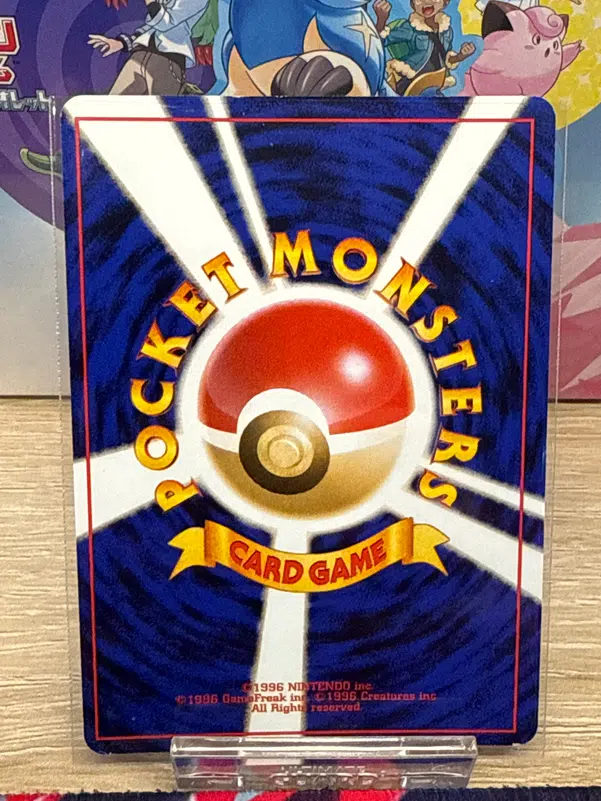 POCKET MONSTERS
CARD GAME
©1996 NINTENDO inc.
©1996 GameFreak inc. ©1996 Creatures inc.
All Rights reserved.